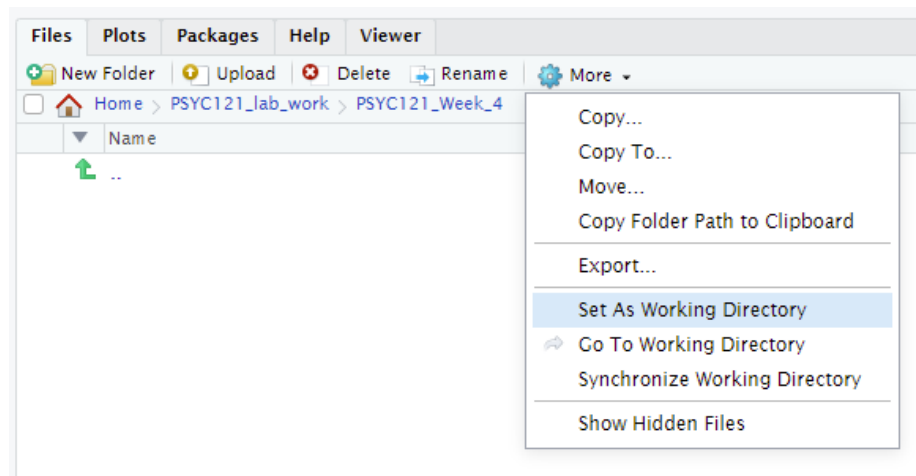 Files Plots Packages Help Viewer
New Folder Upload Delete Rename More
Home PSYC121_lab_work PSYC121_Week_4
Name
..
Copy...
Copy To...
Move...
Copy Folder Path to Clipboard
Export...
Set As Working Directory
Go To Working Directory
Synchronize Working Directory
Show Hidden Files